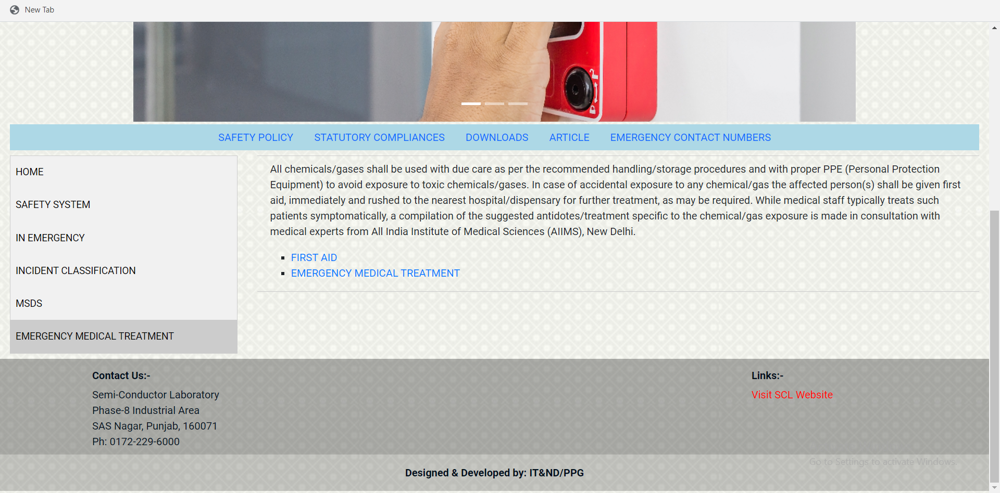 New Tab
SAFETY POLICY STATUTORY COMPLIANCES DOWNLOADS ARTICLE EMERGENCY CONTACT NUMBERS
HOME
SAFETY SYSTEM
IN EMERGENCY
INCIDENT CLASSIFICATION
MSDS
EMERGENCY MEDICAL TREATMENT
All chemicals/gases shall be used with due care as per the recommended handling/storage procedures and with proper PPE (Personal Protection
Equipment) to avoid exposure to toxic chemicals/gases. In case of accidental exposure to any chemical/gas the affected person(s) shall be given first
aid, immediately and rushed to the nearest hospital/dispensary for further treatment, as may be required. While medical staff typically treats such
patients symptomatically, a compilation of the suggested antidotes/treatment specific to the chemical/gas exposure is made in consultation with
medical experts from All India Institute of Medical Sciences (AIIMS), New Delhi.
FIRST AID
EMERGENCY MEDICAL TREATMENT
Contact Us:-
Semi-Conductor Laboratory
Phase-8 Industrial Area
SAS Nagar, Punjab, 160071
Ph: 0172-229-6000
Links:-
Visit SCL Website
Go to Settings to activate Windows.
Designed & Developed by: IT&ND/PPG